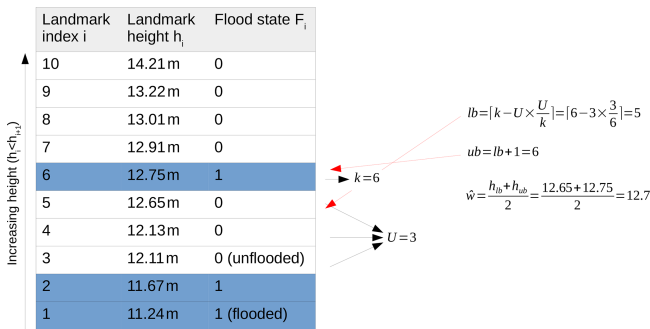 Landmark index i Landmark height hᵢ Flood state Fᵢ
10 14.21 m 0
9 13.22 m 0
8 13.01 m 0
7 12.91 m 0
6 12.75 m 1
5 12.65 m 0
4 12.13 m 0
3 12.11 m 0 (unflooded)
2 11.67 m 1
1 11.24 m 1 (flooded)
Increasing height (hᵢ<hᵢ₊₁)
k=6
U=3
lb=⌈k−U×U/k⌉=⌈6−3×3/6⌉=5
ub=lb+1=6
ŵ=(h_lb+h_ub)/2=(12.65+12.75)/2=12.7